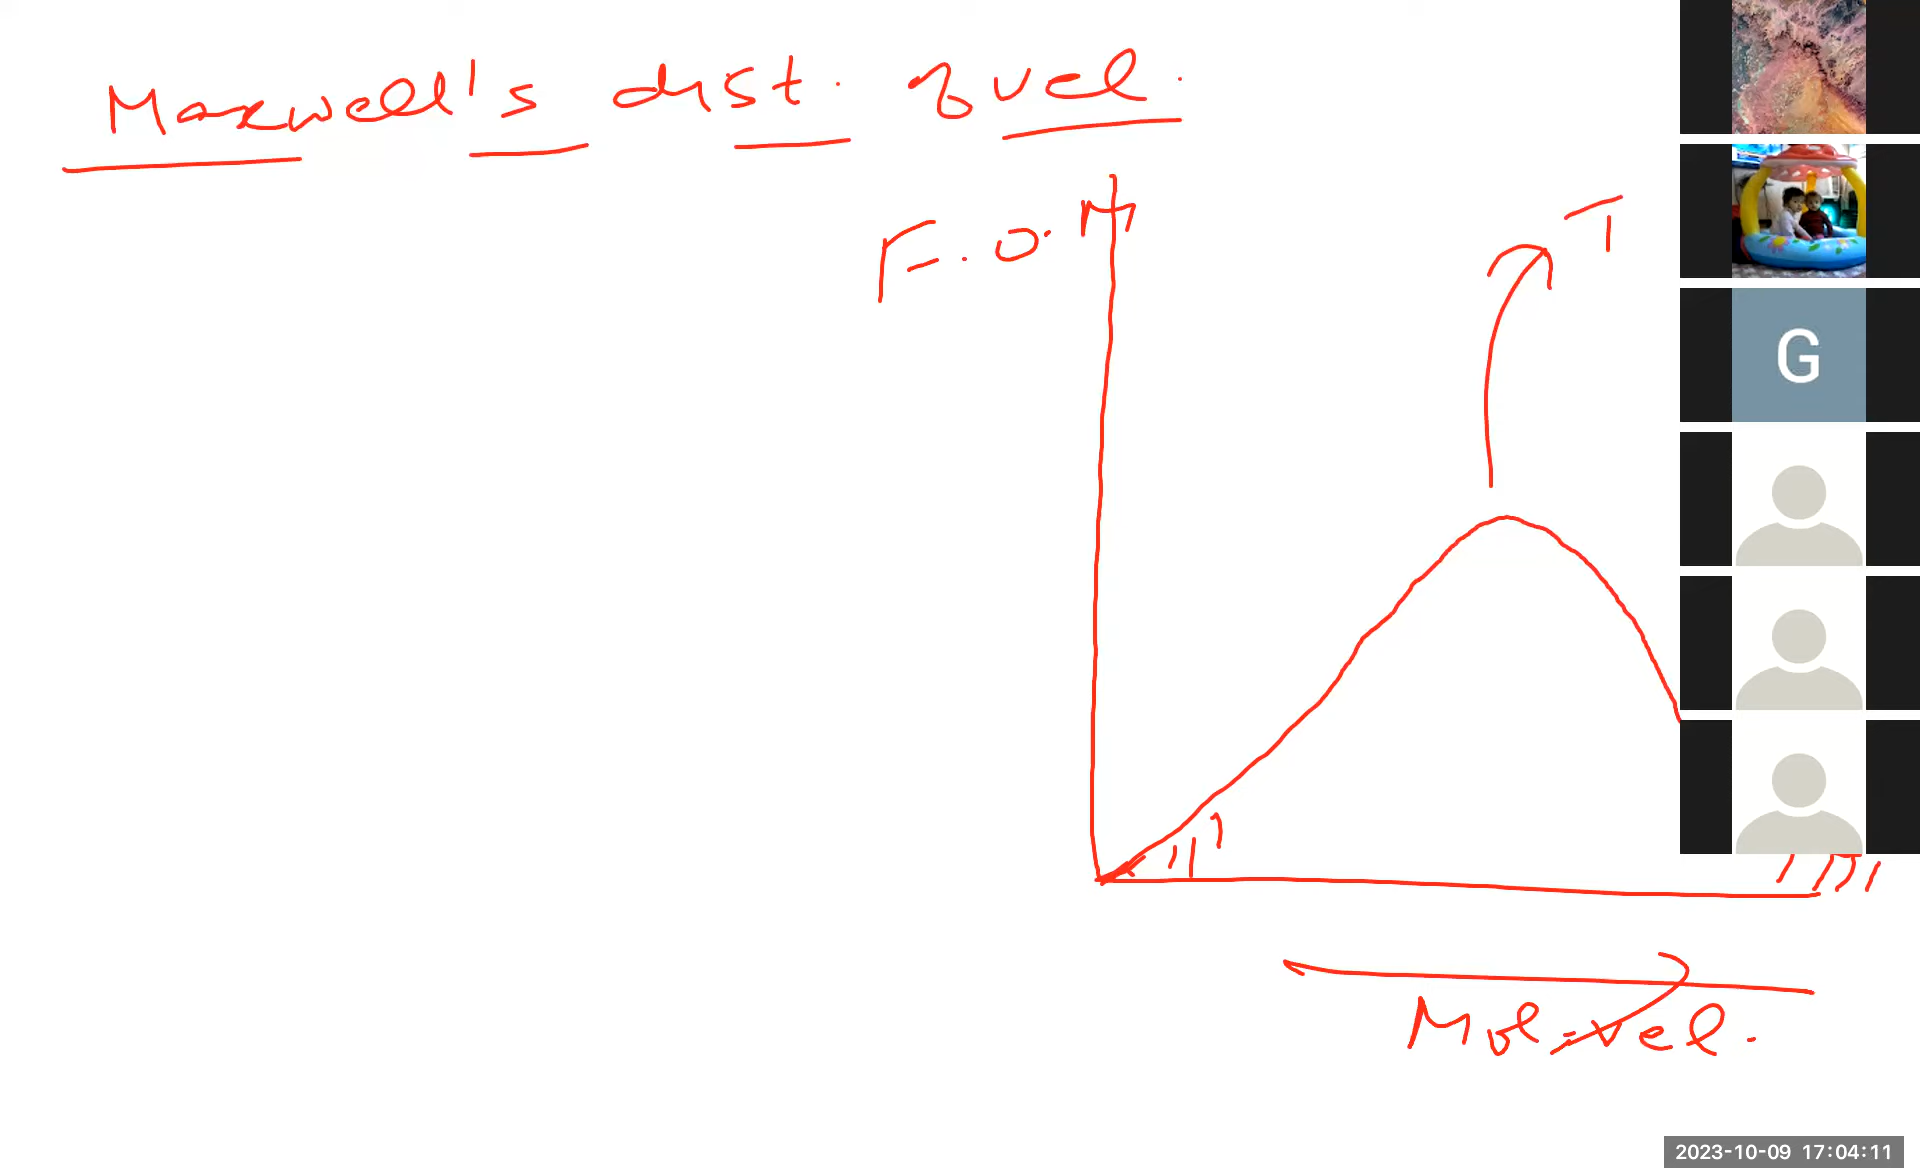 Maxwell's dist. of vel.
F.O.M
T
G
Mol. vel.
2023-10-09 17:04:11